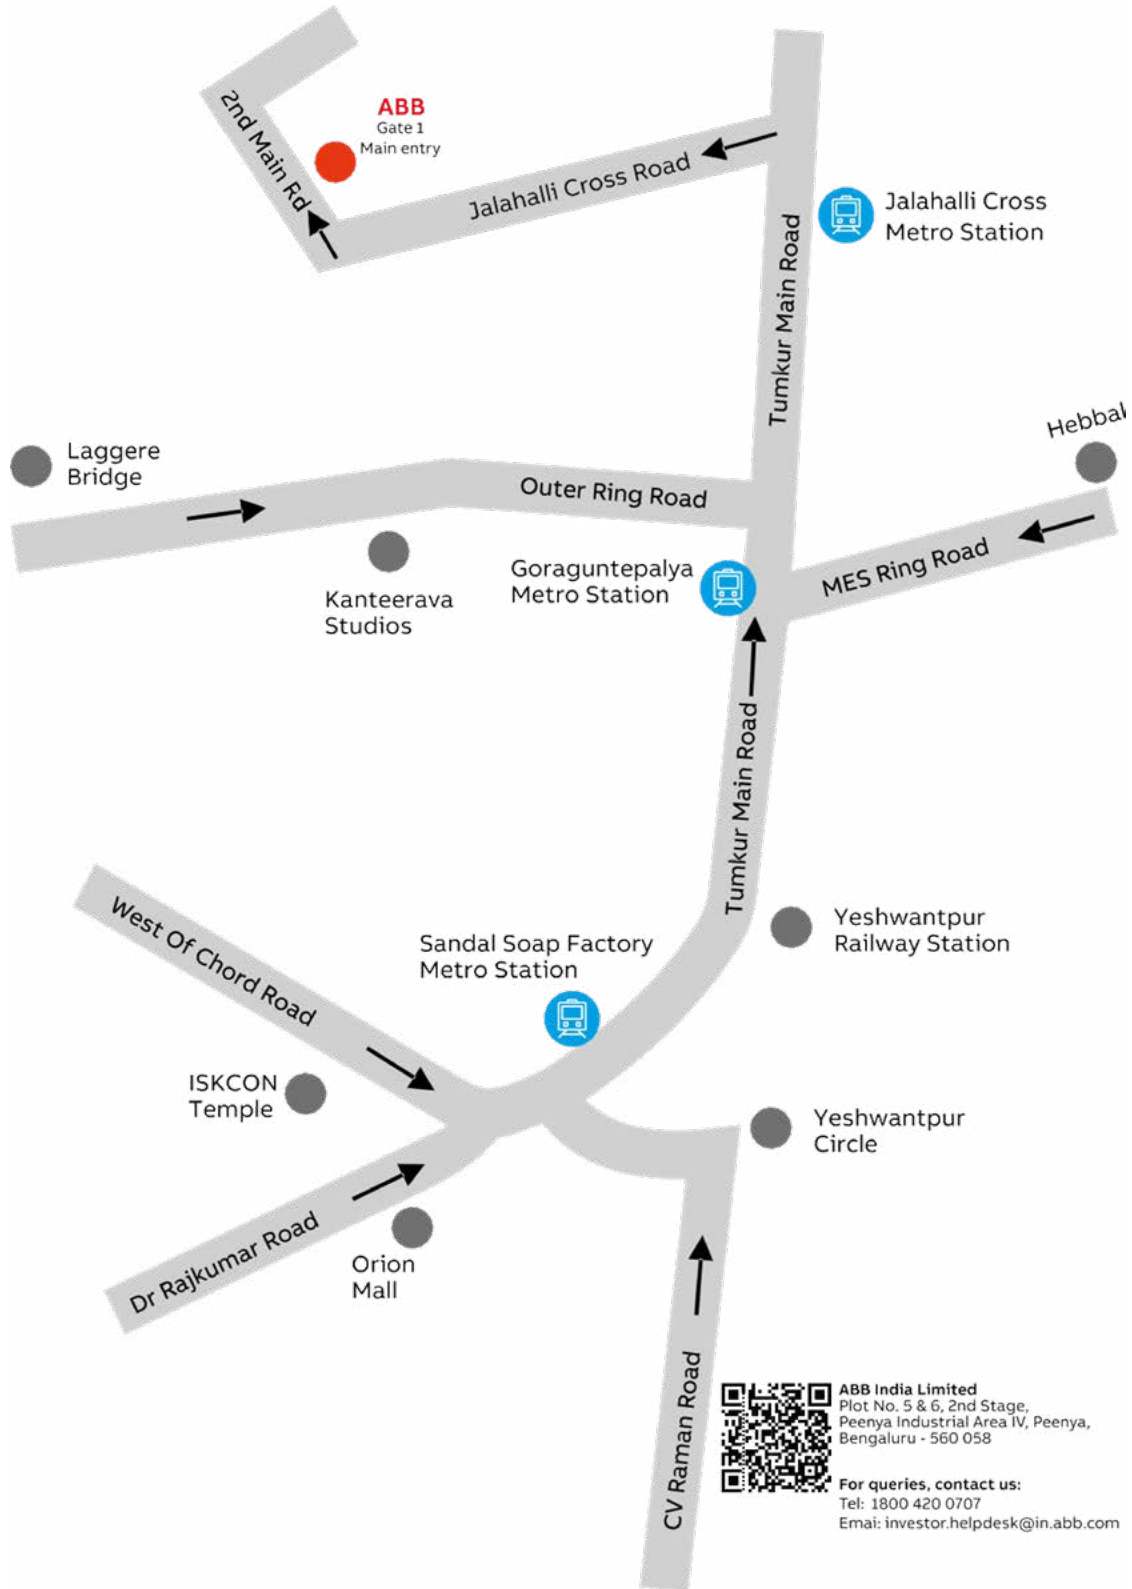 2nd Main Rd
ABB
Gate 1
Main entry
Jalahalli Cross Road
Jalahalli Cross
Metro Station
Tumkur Main Road
Hebbal
Laggere
Bridge
Outer Ring Road
MES Ring Road
Goraguntepalya
Metro Station
Kanteerava
Studios
Tumkur Main Road
West Of Chord Road
Yeshwantpur
Railway Station
Sandal Soap Factory
Metro Station
ISKCON
Temple
Yeshwantpur
Circle
Dr Rajkumar Road
Orion
Mall
CV Raman Road
ABB India Limited
Plot No. 5 & 6, 2nd Stage,
Peenya Industrial Area IV, Peenya,
Bengaluru - 560 058
For queries, contact us:
Tel: 1800 420 0707
Emai: investor.helpdesk@in.abb.com